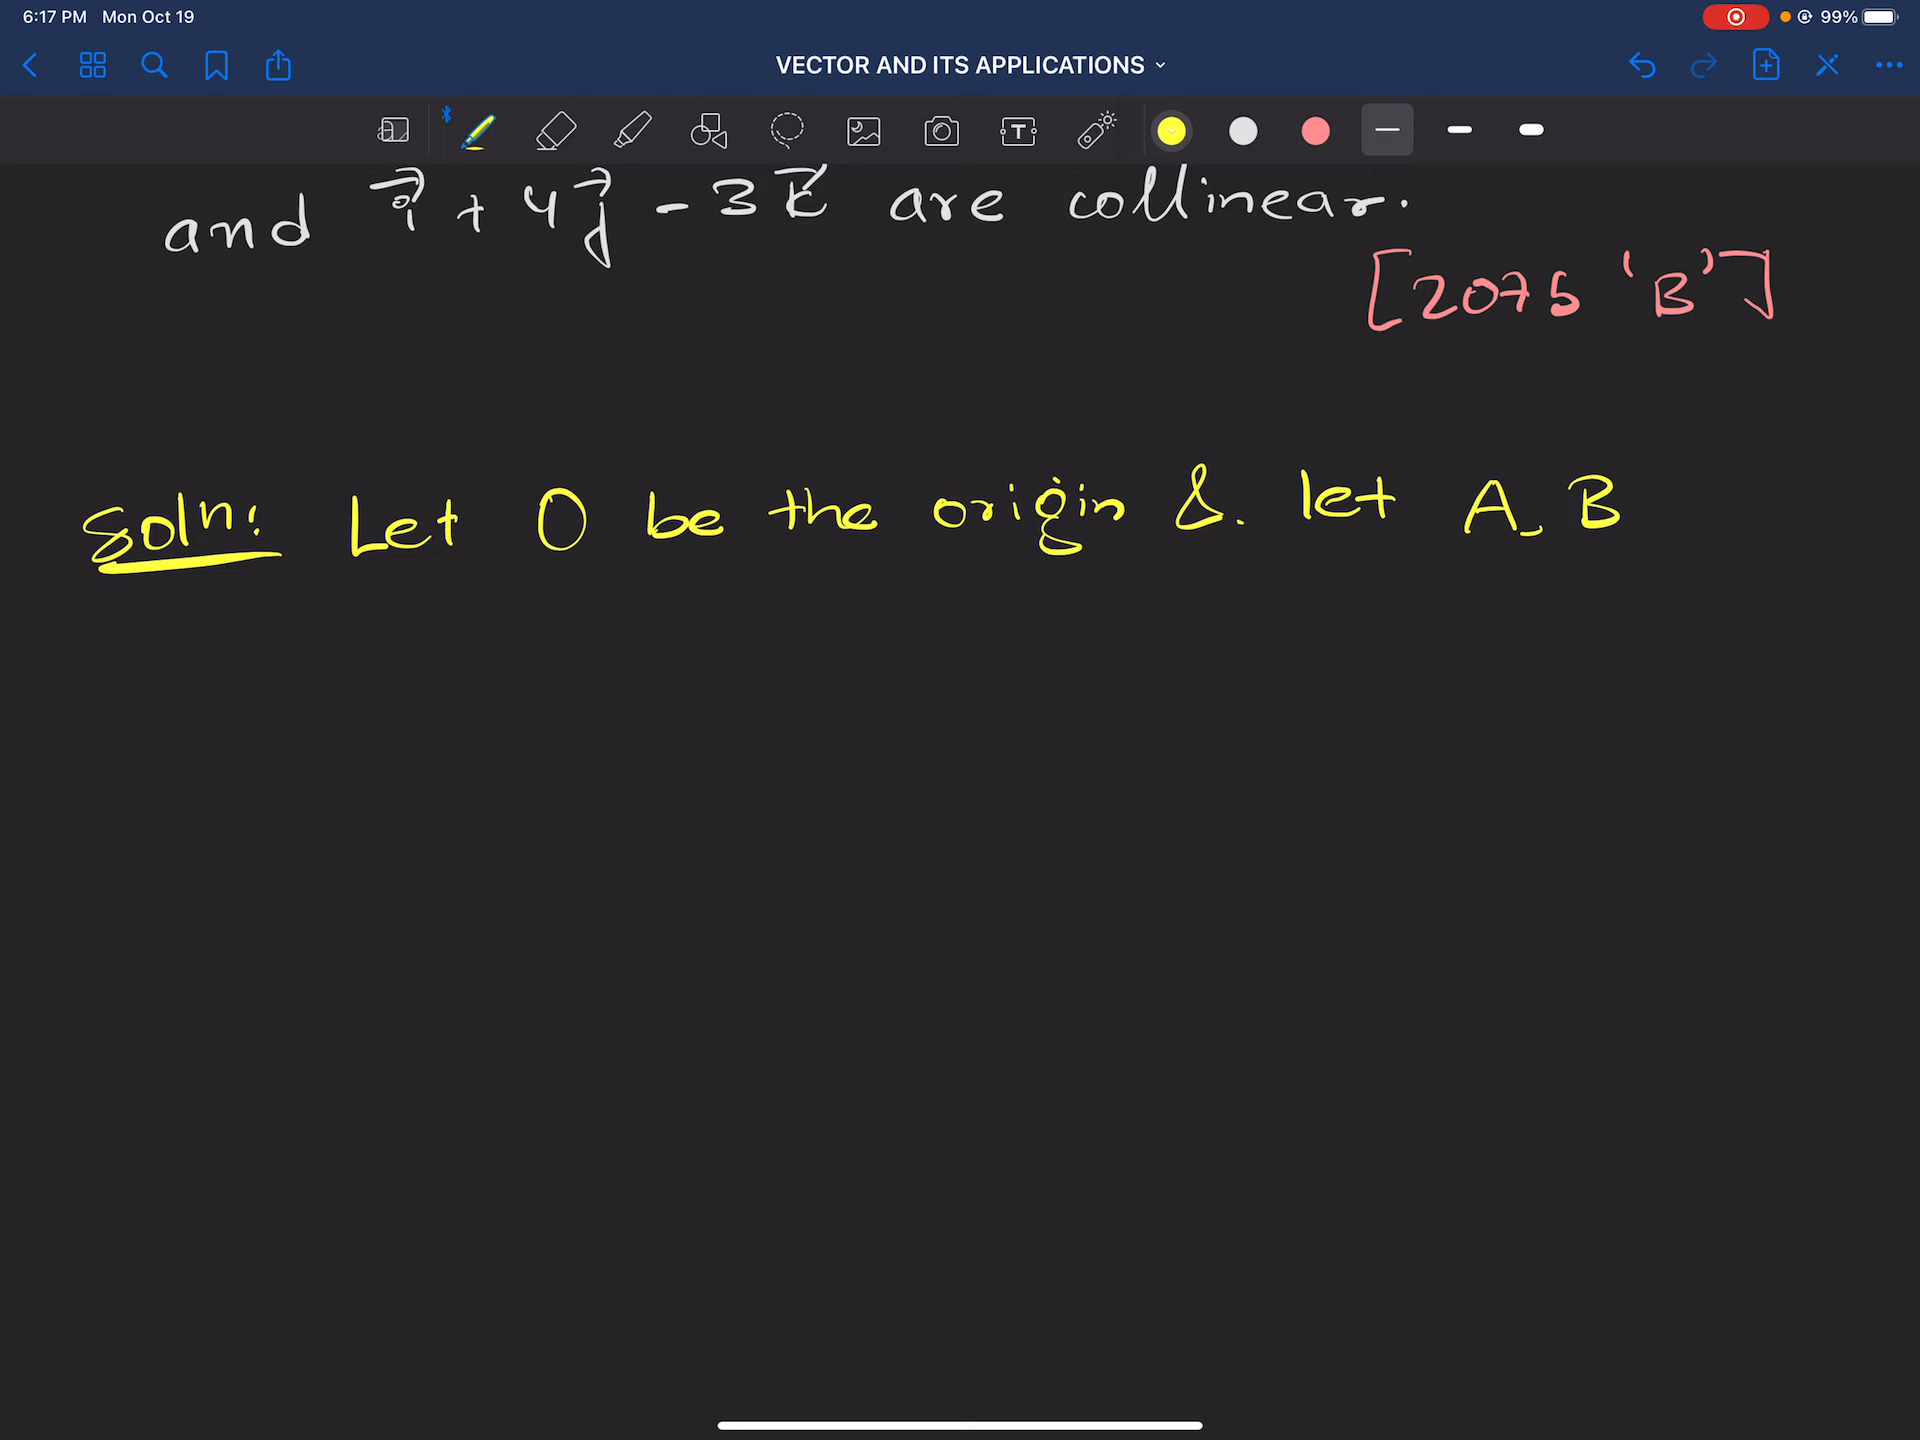 6:17 PM Mon Oct 19
99%
VECTOR AND ITS APPLICATIONS
T
and i⃗ + 4j⃗ - 3k⃗ are collinear.
[2075 'B']
Soln: Let O be the origin &. let A, B